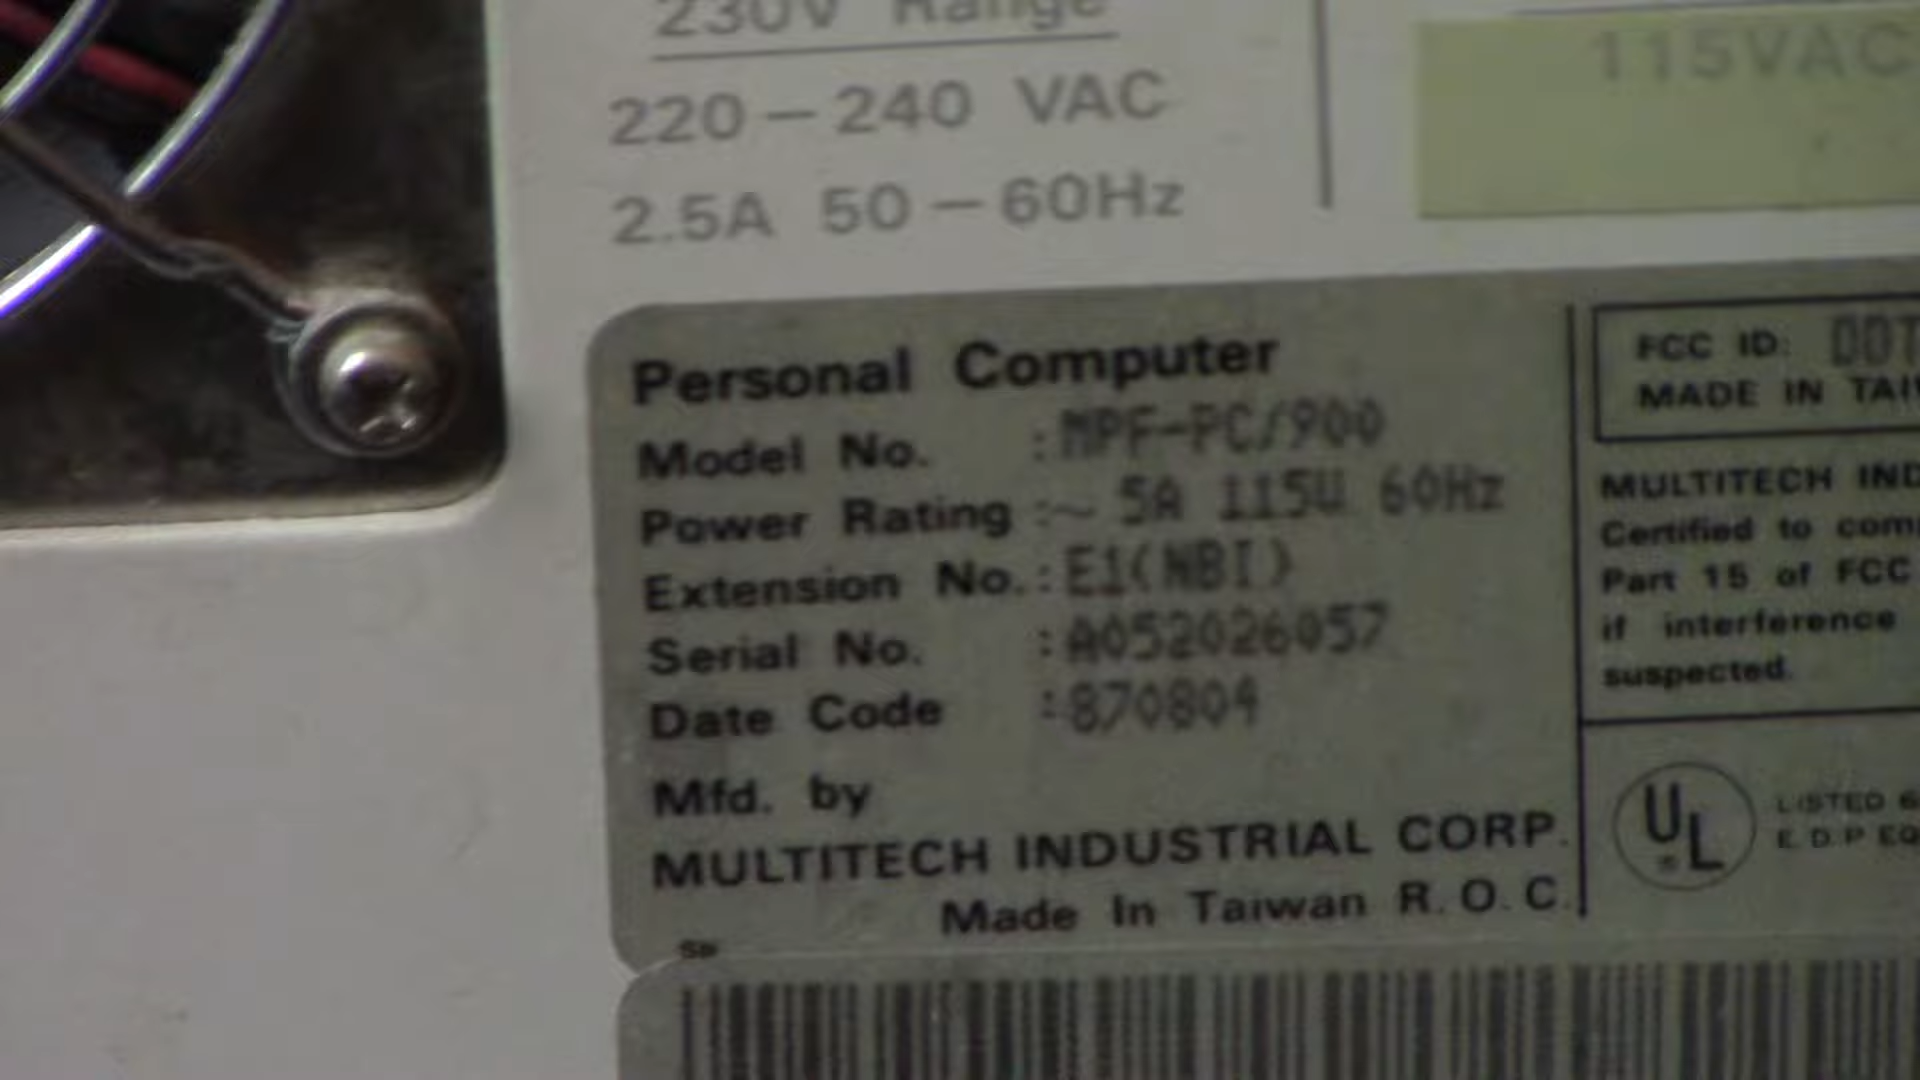 230V Range
220-240 VAC
2.5A 50-60Hz
115VAC
Personal Computer
Model No. :MPF-PC/900
Power Rating :~ 5A 115V 60Hz
Extension No.:E1(NBI)
Serial No. :A052026057
Date Code :870804
Mfd. by
MULTITECH INDUSTRIAL CORP.
Made In Taiwan R.O.C.
FCC ID:
MADE IN
MULTITECH
Certified to
Part 15 of FCC
if interference
suspected.
UL
LISTED
E.D.P